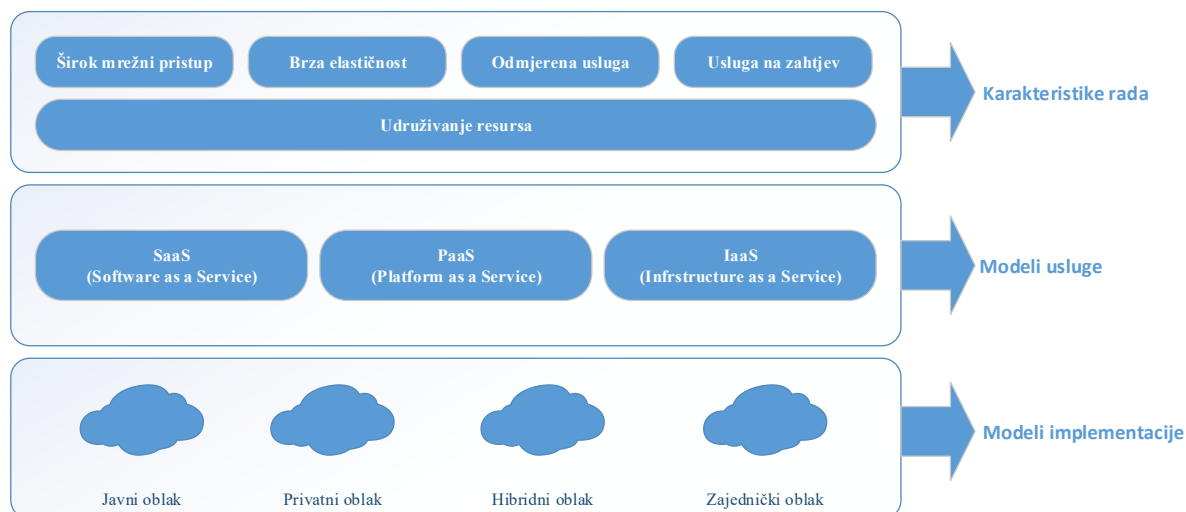 Širok mrežni pristup
Brza elastičnost
Odmjerena usluga
Usluga na zahtjev
Udruživanje resursa
Karakteristike rada
SaaS
(Software as a Service)
PaaS
(Platform as a Service)
IaaS
(Infrstructure as a Service)
Modeli usluge
Javni oblak
Privatni oblak
Hibridni oblak
Zajednički oblak
Modeli implementacije